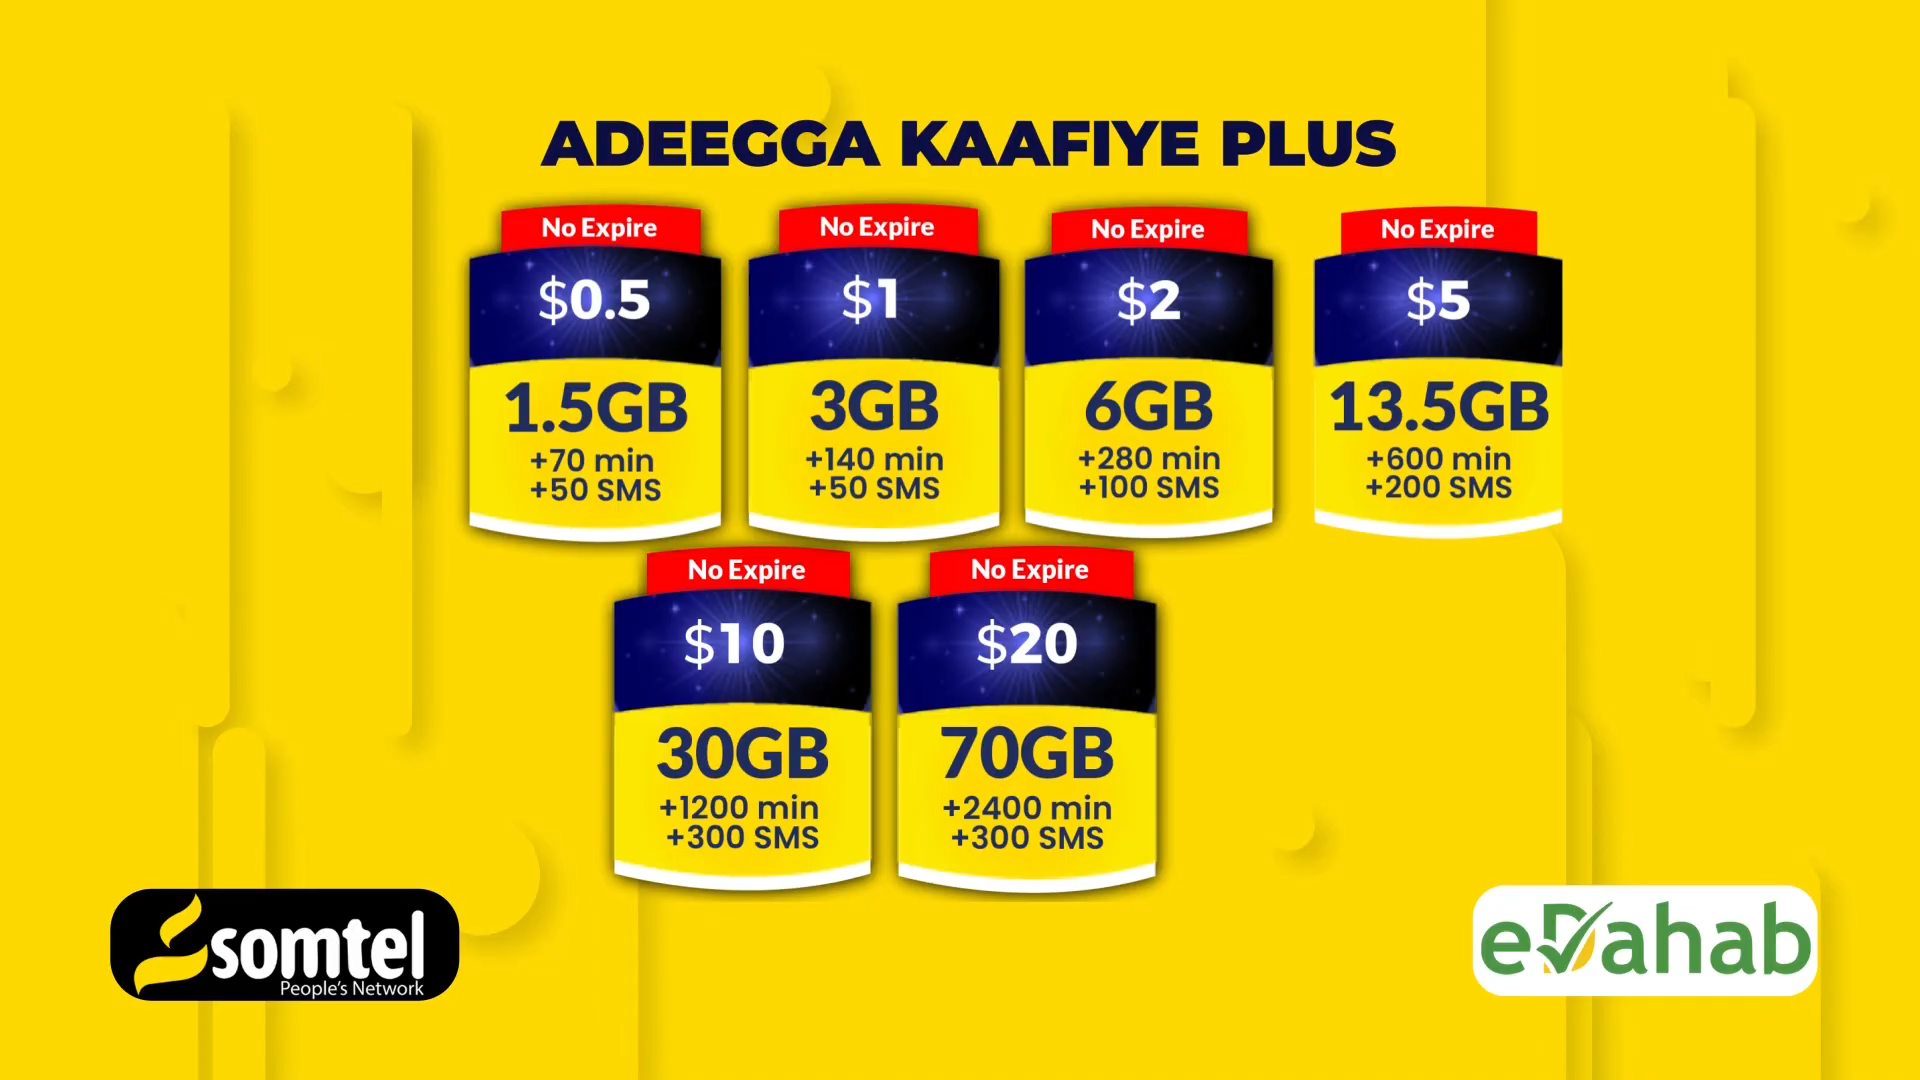 ADEEGGA KAAFIYE PLUS
No Expire
$0.5
1.5GB
+70 min
+50 SMS
No Expire
$1
3GB
+140 min
+50 SMS
No Expire
$2
6GB
+280 min
+100 SMS
No Expire
$5
13.5GB
+600 min
+200 SMS
No Expire
$10
30GB
+1200 min
+300 SMS
No Expire
$20
70GB
+2400 min
+300 SMS
somtel
People's Network
eDahab